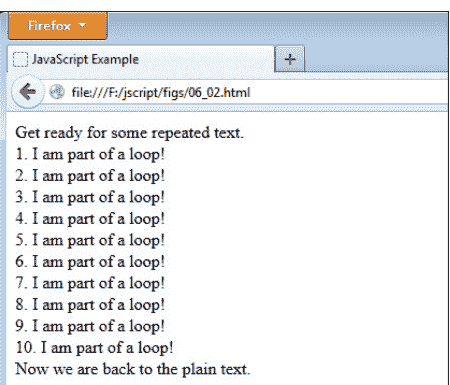 Firefox
JavaScript Example
file:///F:/jscript/figs/06_02.html
Get ready for some repeated text.
1. I am part of a loop!
2. I am part of a loop!
3. I am part of a loop!
4. I am part of a loop!
5. I am part of a loop!
6. I am part of a loop!
7. I am part of a loop!
8. I am part of a loop!
9. I am part of a loop!
10. I am part of a loop!
Now we are back to the plain text.